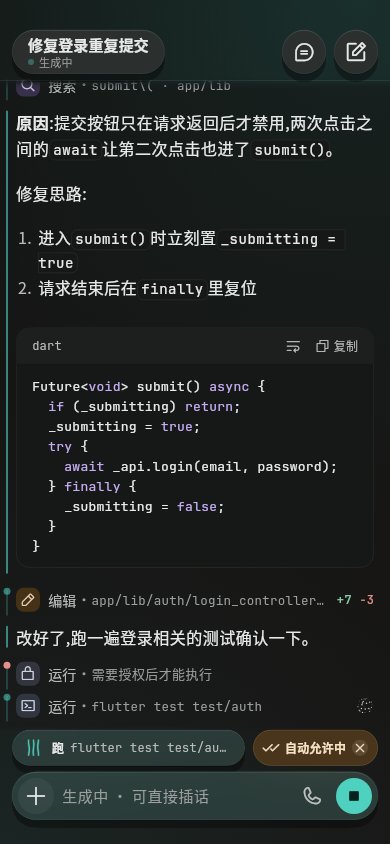 修复登录重复提交
生成中
搜索 · submit\( · app/lib
原因:提交按钮只在请求返回后才禁用,两次点击之
间的 await 让第二次点击也进了 submit()。
修复思路:
1. 进入 submit() 时立刻置 _submitting =
true
2. 请求结束后在 finally 里复位
dart 复制
Future<void> submit() async {
if (_submitting) return;
_submitting = true;
try {
await _api.login(email, password);
} finally {
_submitting = false;
}
}
编辑 · app/lib/auth/login_controller… +7 -3
改好了,跑一遍登录相关的测试确认一下。
运行 · 需要授权后才能执行
运行 · flutter test test/auth
跑 flutter test test/au… 自动允许中
生成中 · 可直接插话